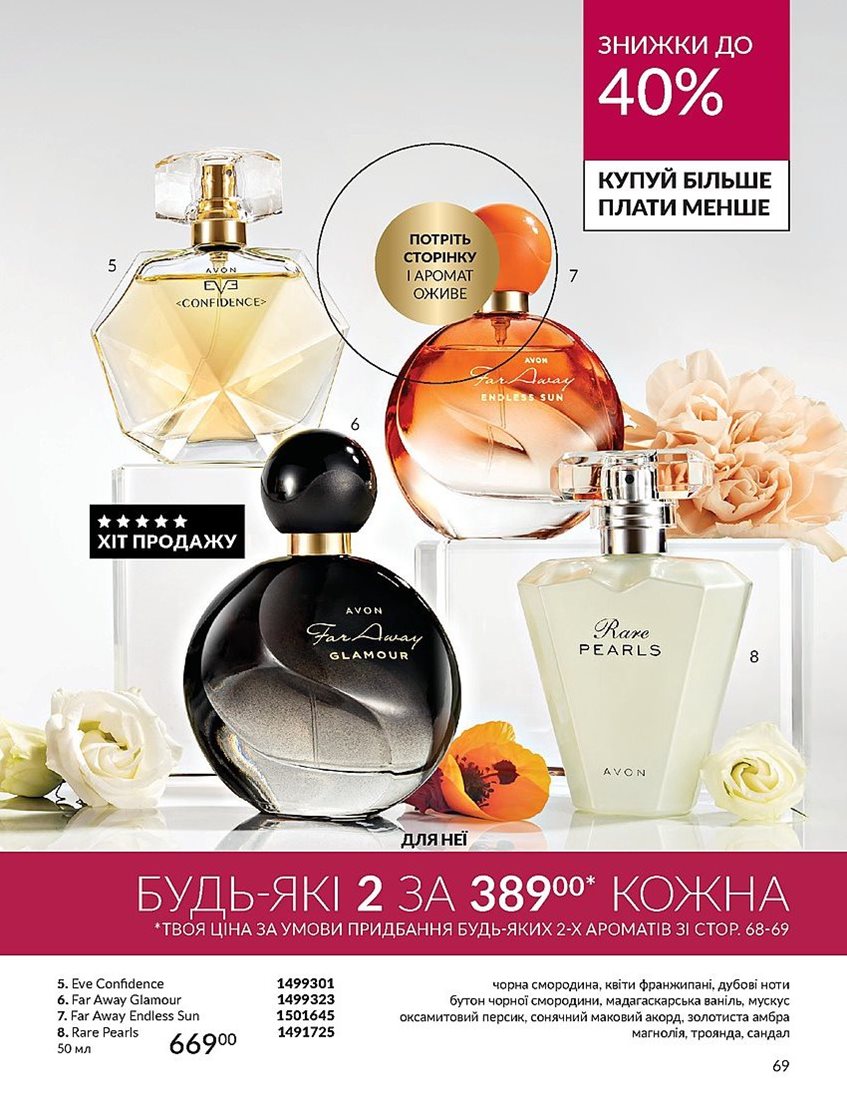 ЗНИЖКИ ДО
40%
КУПУЙ БІЛЬШЕ
ПЛАТИ МЕНШЕ
ПОТРІТЬ
СТОРІНКУ
І АРОМАТ
ОЖИВЕ
5
AVON
EVE
<CONFIDENCE>
7
AVON
Far Away
ENDLESS SUN
6
★★★★★
ХІТ ПРОДАЖУ
AVON
Far Away
GLAMOUR
Rare
PEARLS
AVON
8
ДЛЯ НЕЇ
БУДЬ-ЯКІ 2 ЗА 389⁰⁰* КОЖНА
*ТВОЯ ЦІНА ЗА УМОВИ ПРИДБАННЯ БУДЬ-ЯКИХ 2-Х АРОМАТІВ ЗІ СТОР. 68-69
5. Eve Confidence 1499301 чорна смородина, квіти франжипані, дубові ноти
6. Far Away Glamour 1499323 бутон чорної смородини, мадагаскарська ваніль, мускус
7. Far Away Endless Sun 1501645 оксамитовий персик, сонячний маковий акорд, золотиста амбра
8. Rare Pearls 1491725 магнолія, троянда, сандал
50 мл 669⁰⁰
69